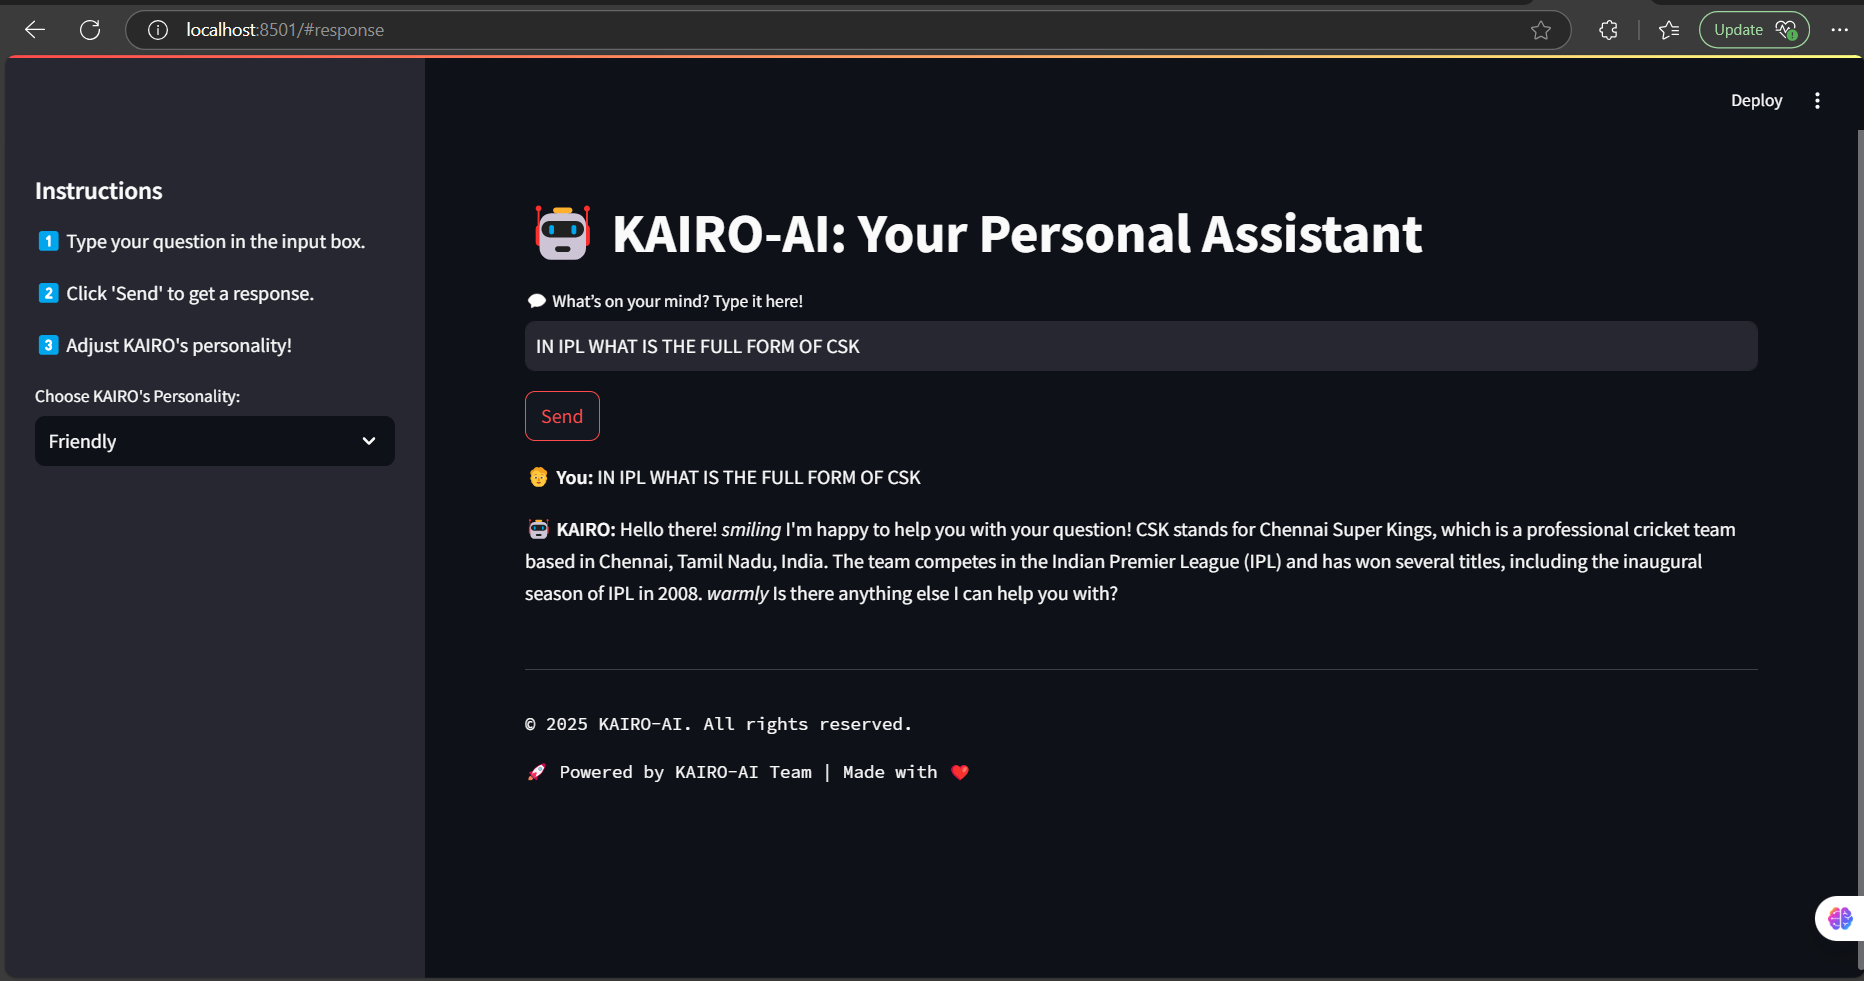 localhost:8501/#response
Update
Deploy
Instructions
1 Type your question in the input box.
2 Click 'Send' to get a response.
3 Adjust KAIRO's personality!
Choose KAIRO's Personality:
Friendly
🤖 KAIRO-AI: Your Personal Assistant
💬 What's on your mind? Type it here!
IN IPL WHAT IS THE FULL FORM OF CSK
Send
You: IN IPL WHAT IS THE FULL FORM OF CSK
KAIRO: Hello there! smiling I'm happy to help you with your question! CSK stands for Chennai Super Kings, which is a professional cricket team
based in Chennai, Tamil Nadu, India. The team competes in the Indian Premier League (IPL) and has won several titles, including the inaugural
season of IPL in 2008. warmly Is there anything else I can help you with?
© 2025 KAIRO-AI. All rights reserved.
🚀 Powered by KAIRO-AI Team | Made with ❤️